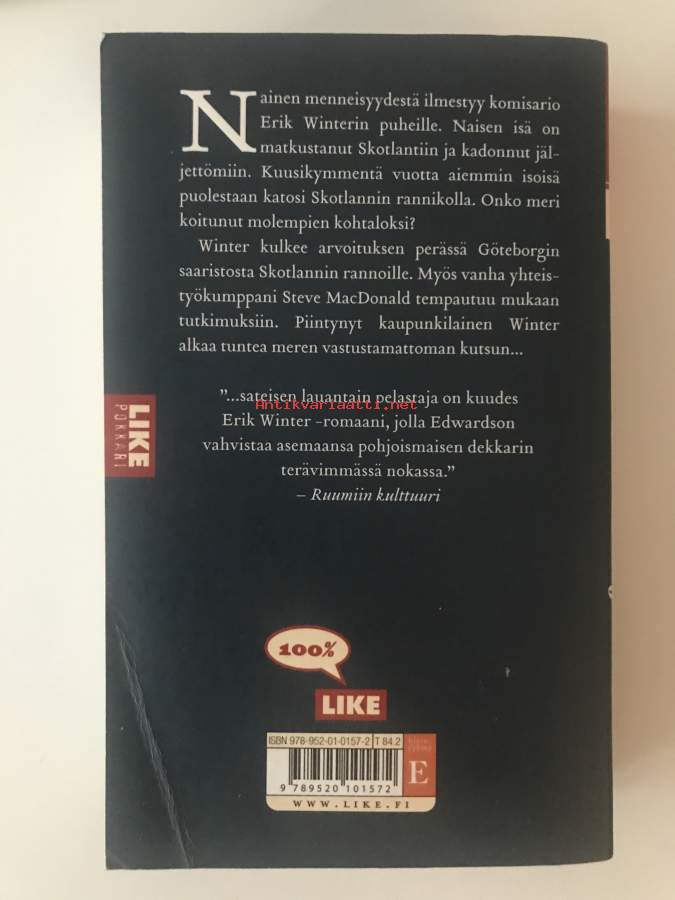 Nainen menneisyydestä ilmestyy komisario
Erik Winterin puheille. Naisen isä on
matkustanut Skotlantiin ja kadonnut jäl-
jettömiin. Kuusikymmentä vuotta aiemmin isoisä
puolestaan katosi Skotlannin rannikolla. Onko meri
koitunut molempien kohtaloksi?
Winter kulkee arvoituksen perässä Göteborgin
saaristosta Skotlannin rannoille. Myös vanha yhteis-
työkumppani Steve MacDonald tempautuu mukaan
tutkimuksiin. Piintynyt kaupunkilainen Winter
alkaa tuntea meren vastustamattoman kutsun...
”...sateisen lauantain pelastaja on kuudes
Antikvariaatti.net
Erik Winter -romaani, jolla Edwardson
vahvistaa asemaansa pohjoismaisen dekkarin
terävimmässä nokassa.”
– Ruumiin kulttuuri
LIKE
POKKARI
100%
LIKE
ISBN 978-952-01-0157-2 T 84.2
E
9 789520 101572
WWW.LIKE.FI